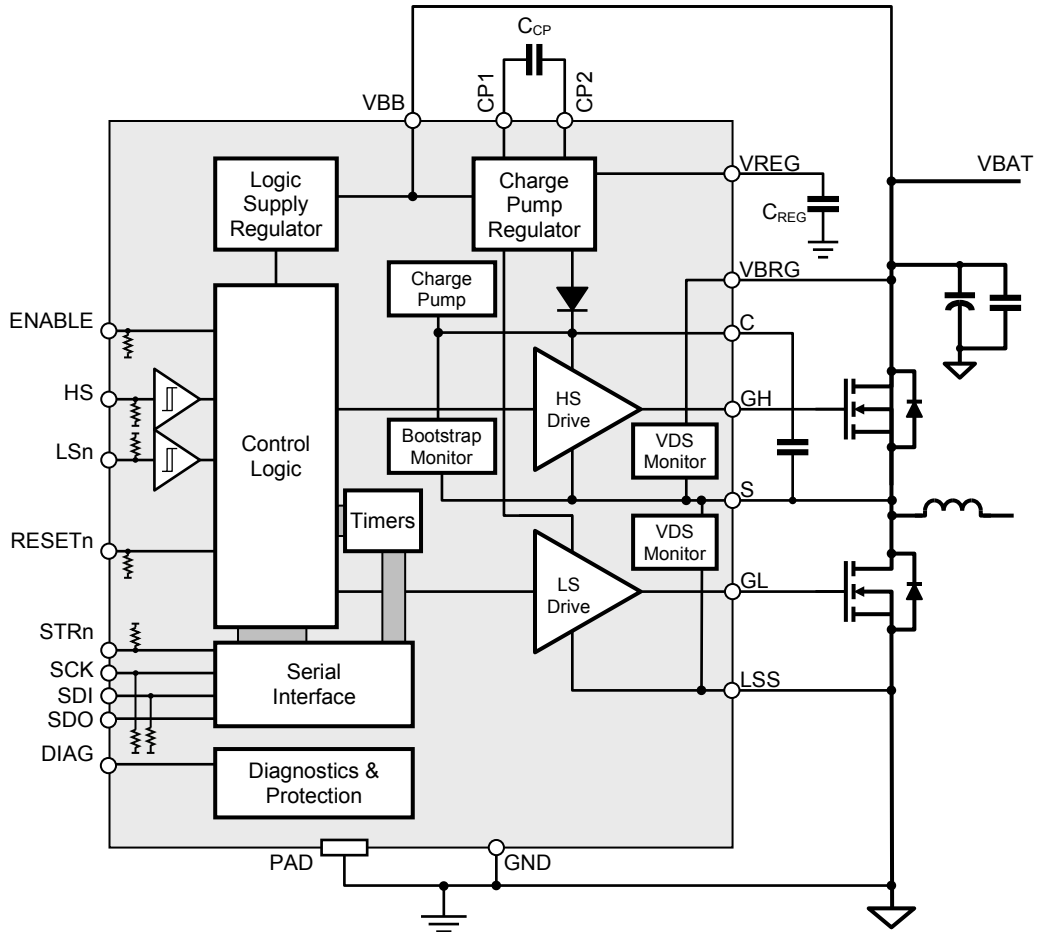 C_CP
CP1
CP2
VBB
Logic
Supply
Regulator
Charge
Pump
Regulator
VREG
VBAT
C_REG
Charge
Pump
VBRG
ENABLE
C
HS
HS
Drive
GH
LSn
Control
Logic
Bootstrap
Monitor
VDS
Monitor
S
Timers
RESETn
VDS
Monitor
LS
Drive
GL
STRn
SCK
SDI
SDO
Serial
Interface
LSS
DIAG
Diagnostics &
Protection
PAD
GND